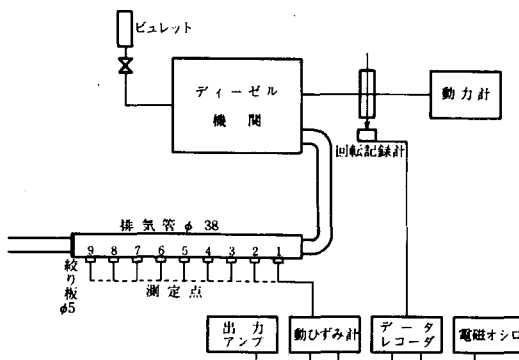 ビュレット
ディーゼル
機関
動力計
回転記録計
排気管φ38
9 8 7 6 5 4 3 2 1
絞り板
φ5
測定点
出力
アンプ
動ひずみ計
データ
レコーダ
電磁オシロ